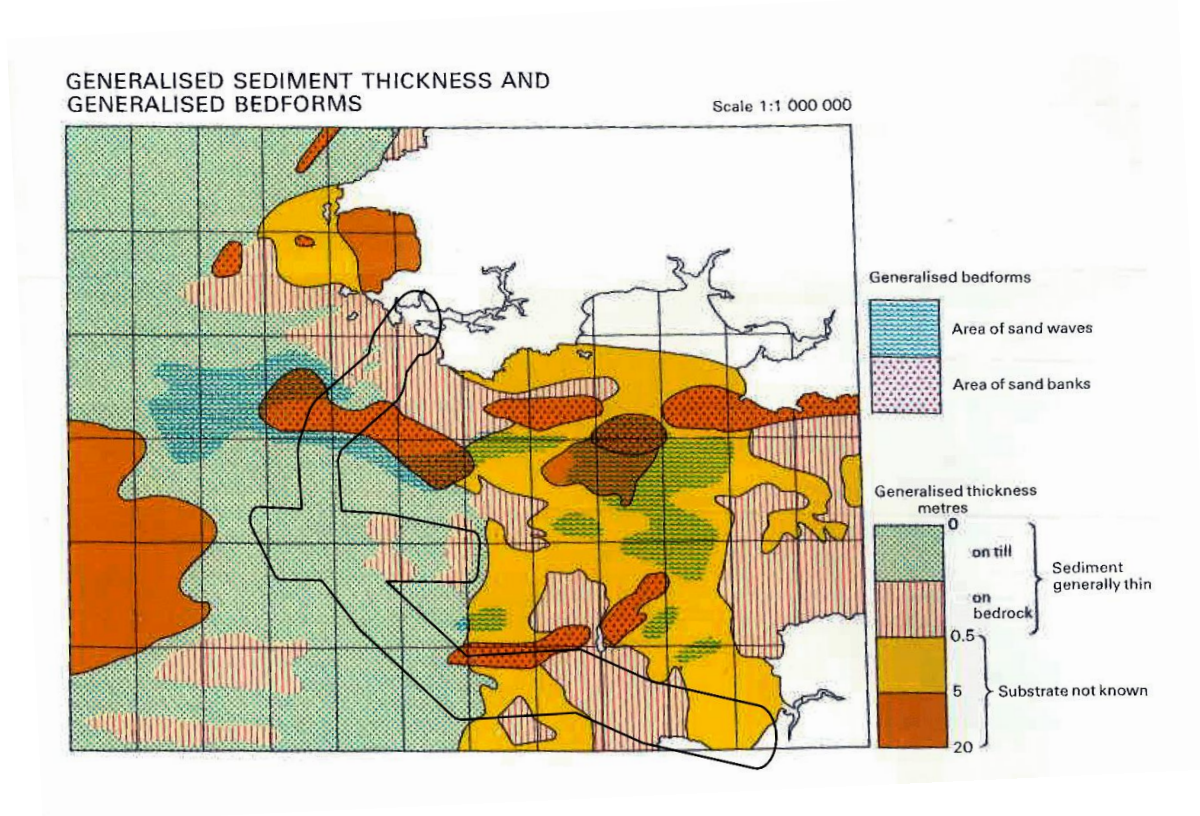 GENERALISED SEDIMENT THICKNESS AND
GENERALISED BEDFORMS
Scale 1:1 000 000
Generalised bedforms
Area of sand waves
Area of sand banks
Generalised thickness
metres
0
on till
on
bedrock
Sediment
generally thin
0.5
5
Substrate not known
20